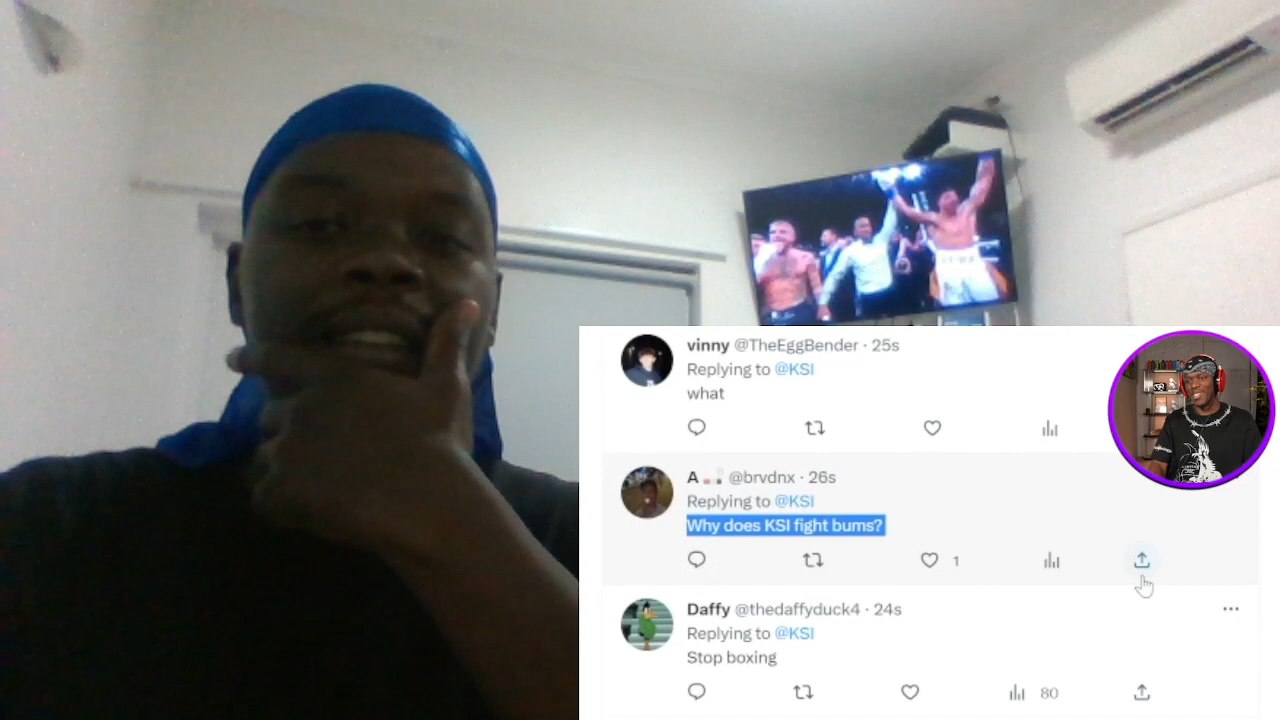 vinny @TheEggBender · 25s
Replying to @KSI
what
A @brvdnx · 26s
Replying to @KSI
Why does KSI fight bums?
1
Daffy @thedaffyduck4 · 24s
Replying to @KSI
Stop boxing
80